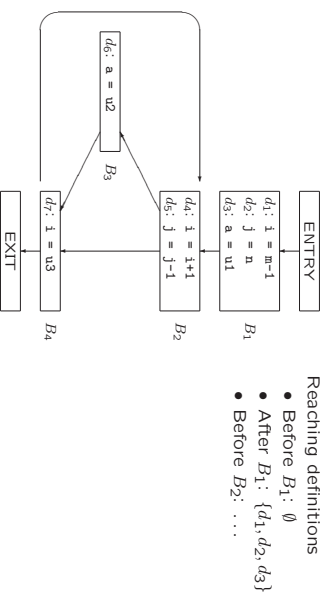 Reaching definitions
• Before B₁: ∅
• After B₁: {d₁, d₂, d₃}
• Before B₂: ...
ENTRY
d₁: i = m-1
d₂: j = n
d₃: a = u1
B₁
d₄: i = i+1
d₅: j = j-1
B₂
d₆: a = u2
B₃
d₇: i = u3
B₄
EXIT